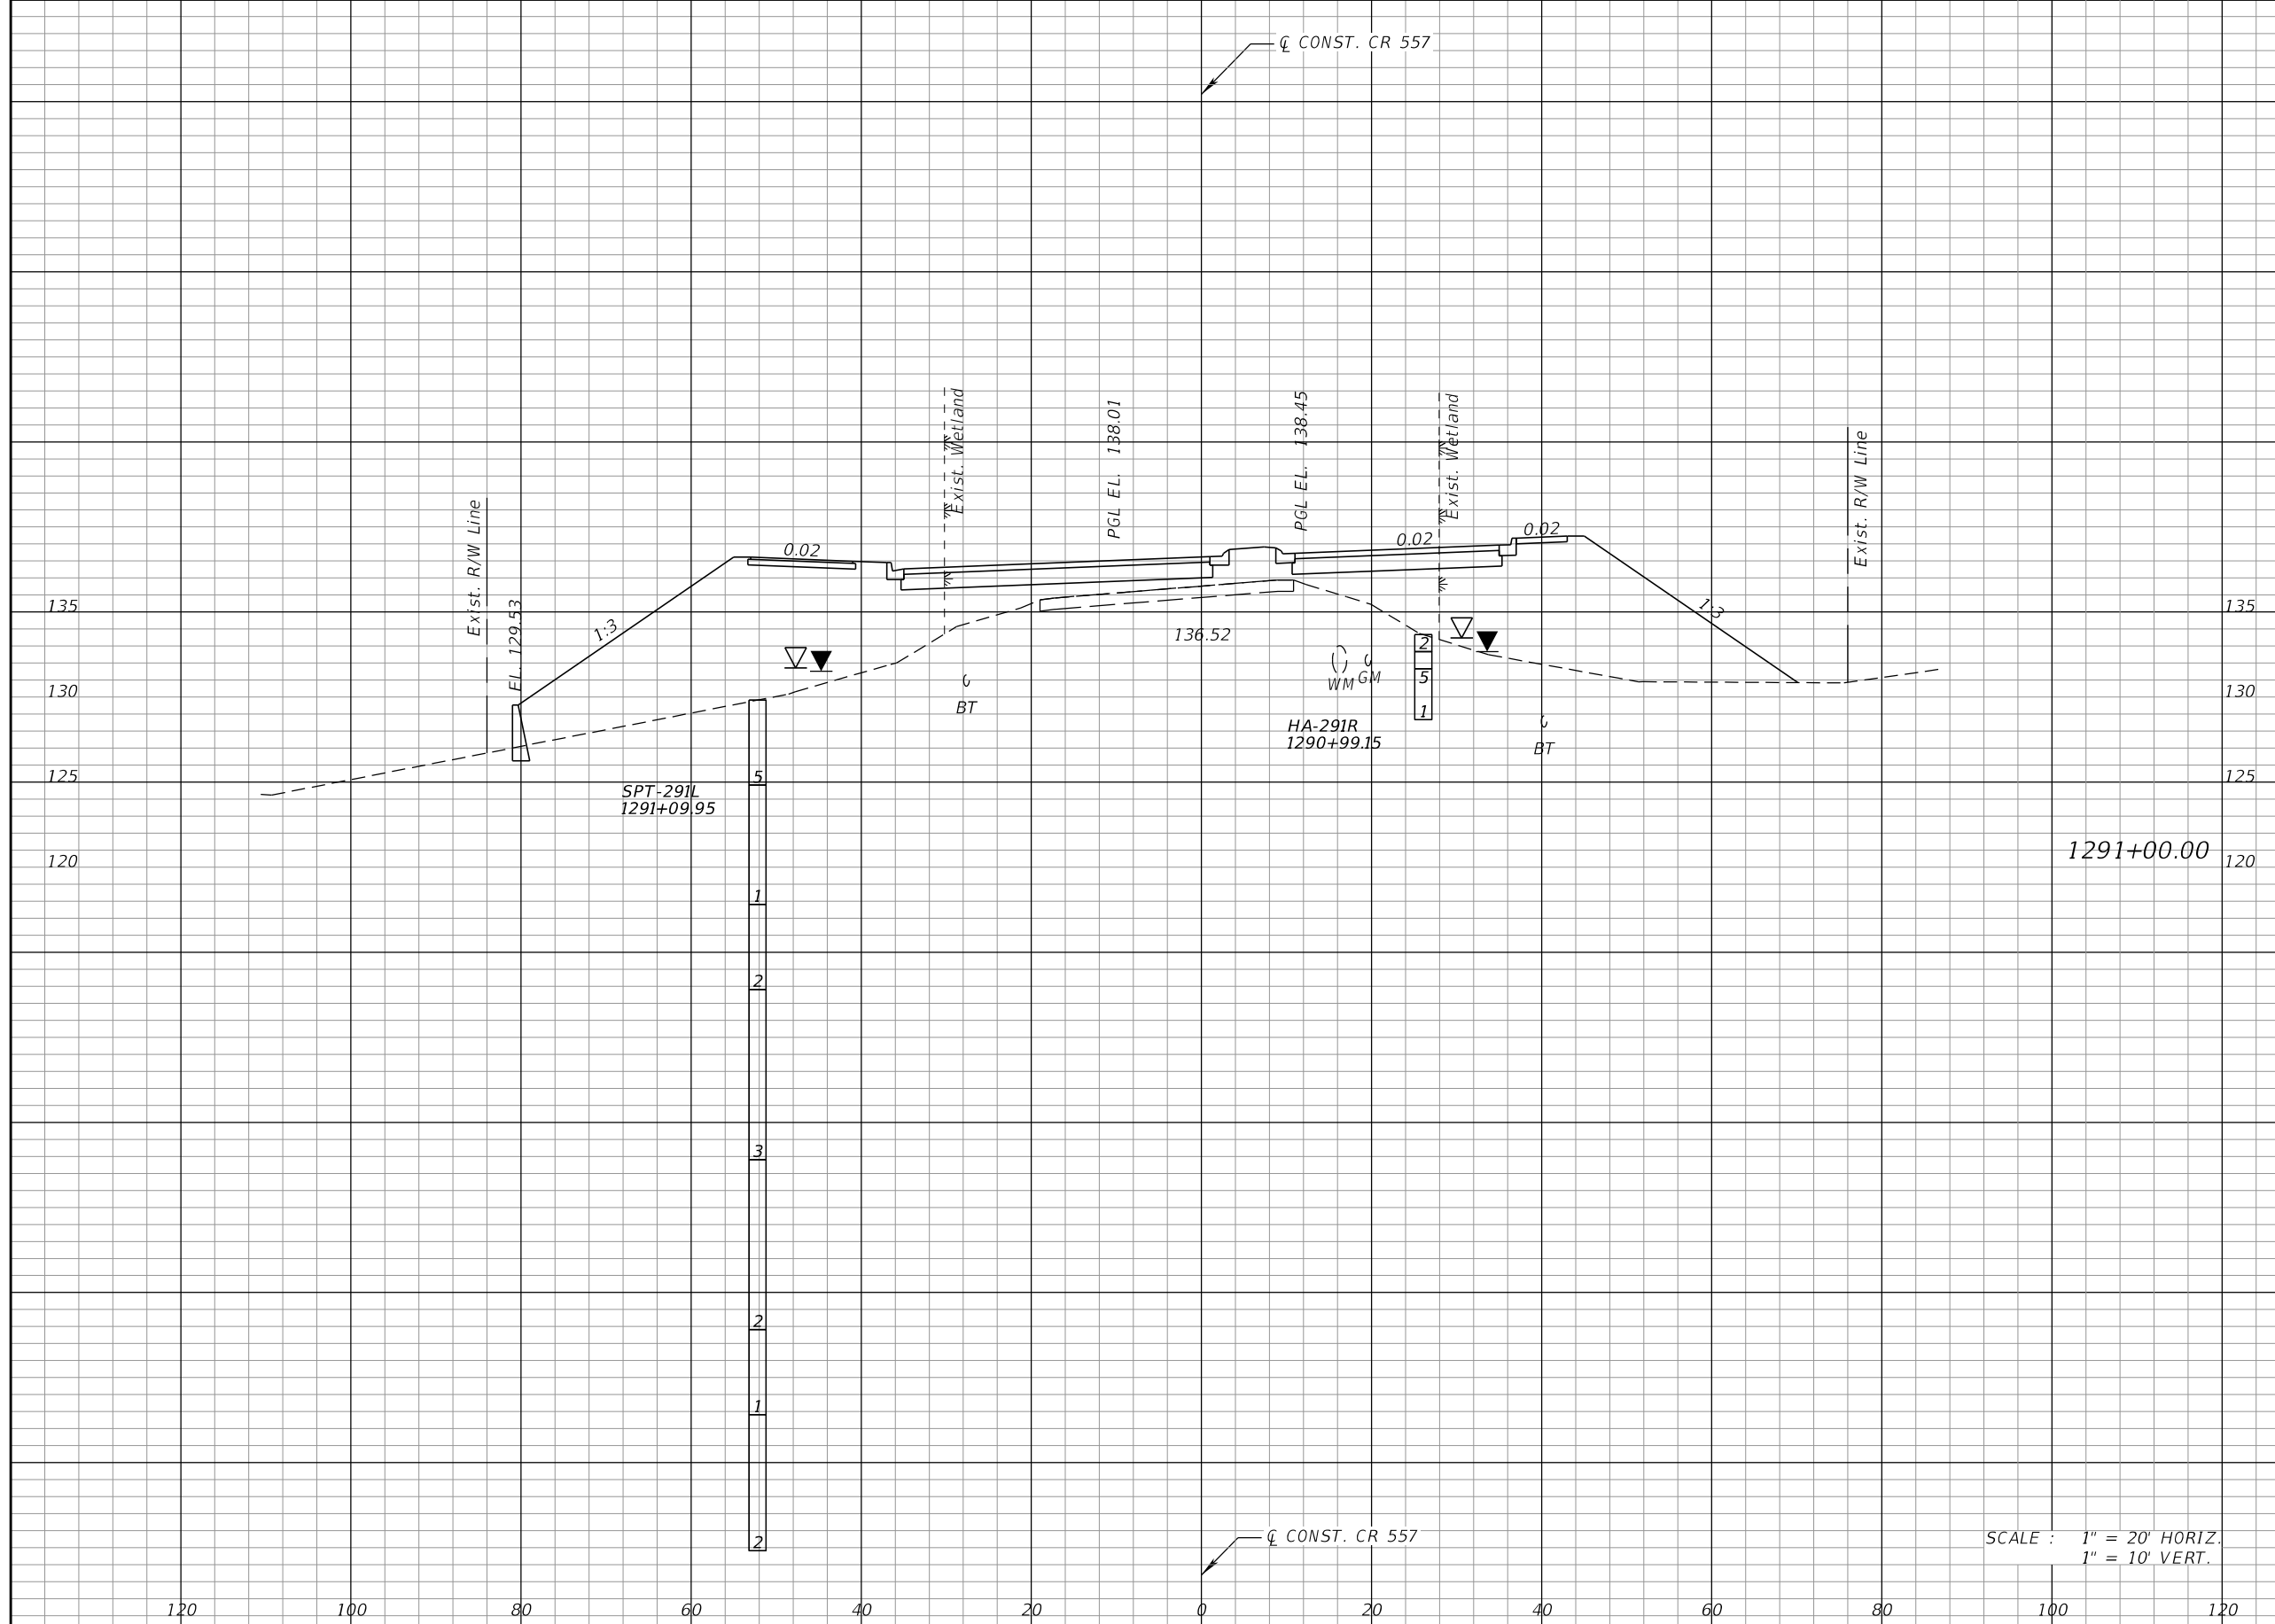 ℄ CONST. CR 557
Exist. R/W Line
EL. 129.53
1:3
0.02
Exist. Wetland
PGL EL. 138.01
PGL EL. 138.45
0.02
Exist. Wetland
0.02
1:3
Exist. R/W Line
135
135
136.52
2
WM
GM
5
130
130
BT
1
HA-291R
1290+99.15
BT
125
5
125
SPT-291L
1291+09.95
120
1291+00.00
120
1
2
3
2
1
2
℄ CONST. CR 557
SCALE : 1" = 20' HORIZ.
1" = 10' VERT.
120 100 80 60 40 20 0 20 40 60 80 100 120